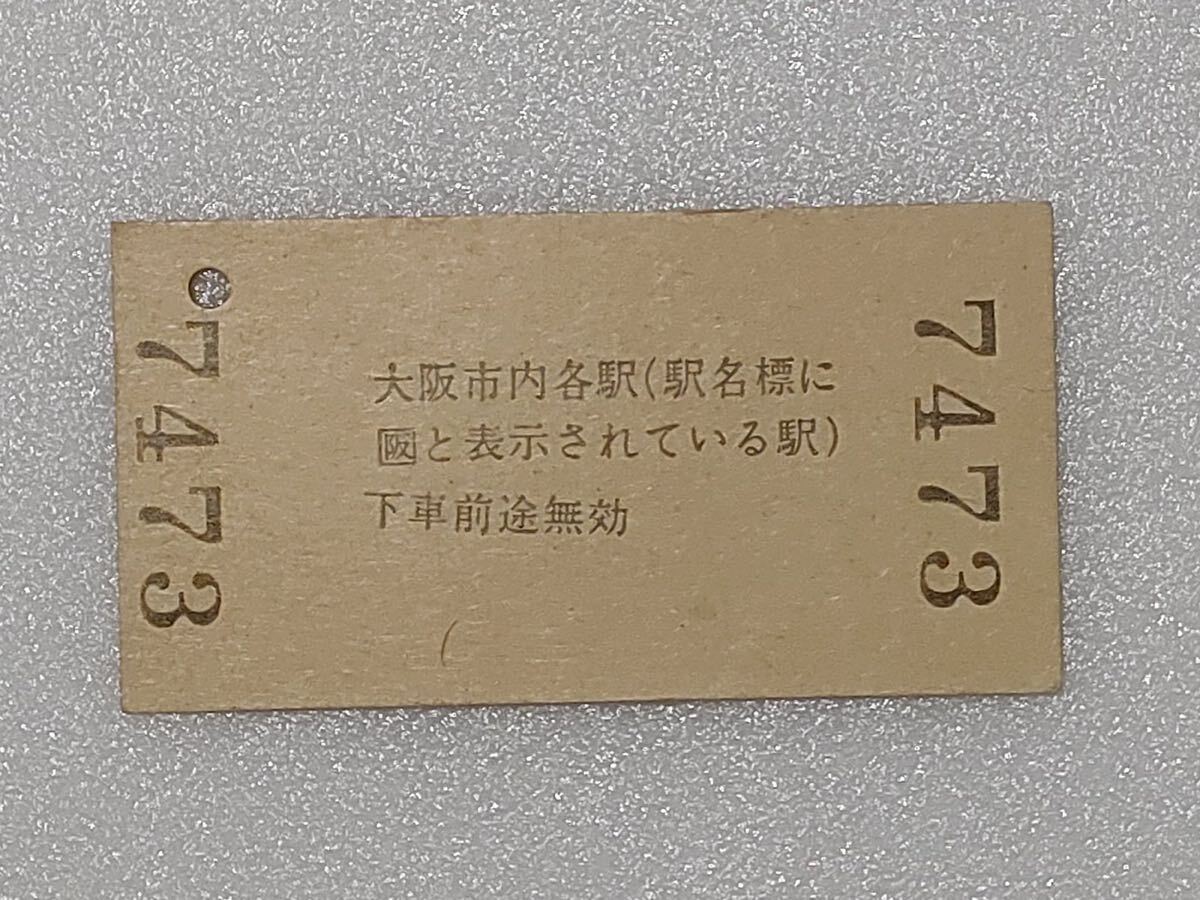 7473
大阪市内各駅(駅名標に
阪と表示されている駅)
下車前途無効
7473